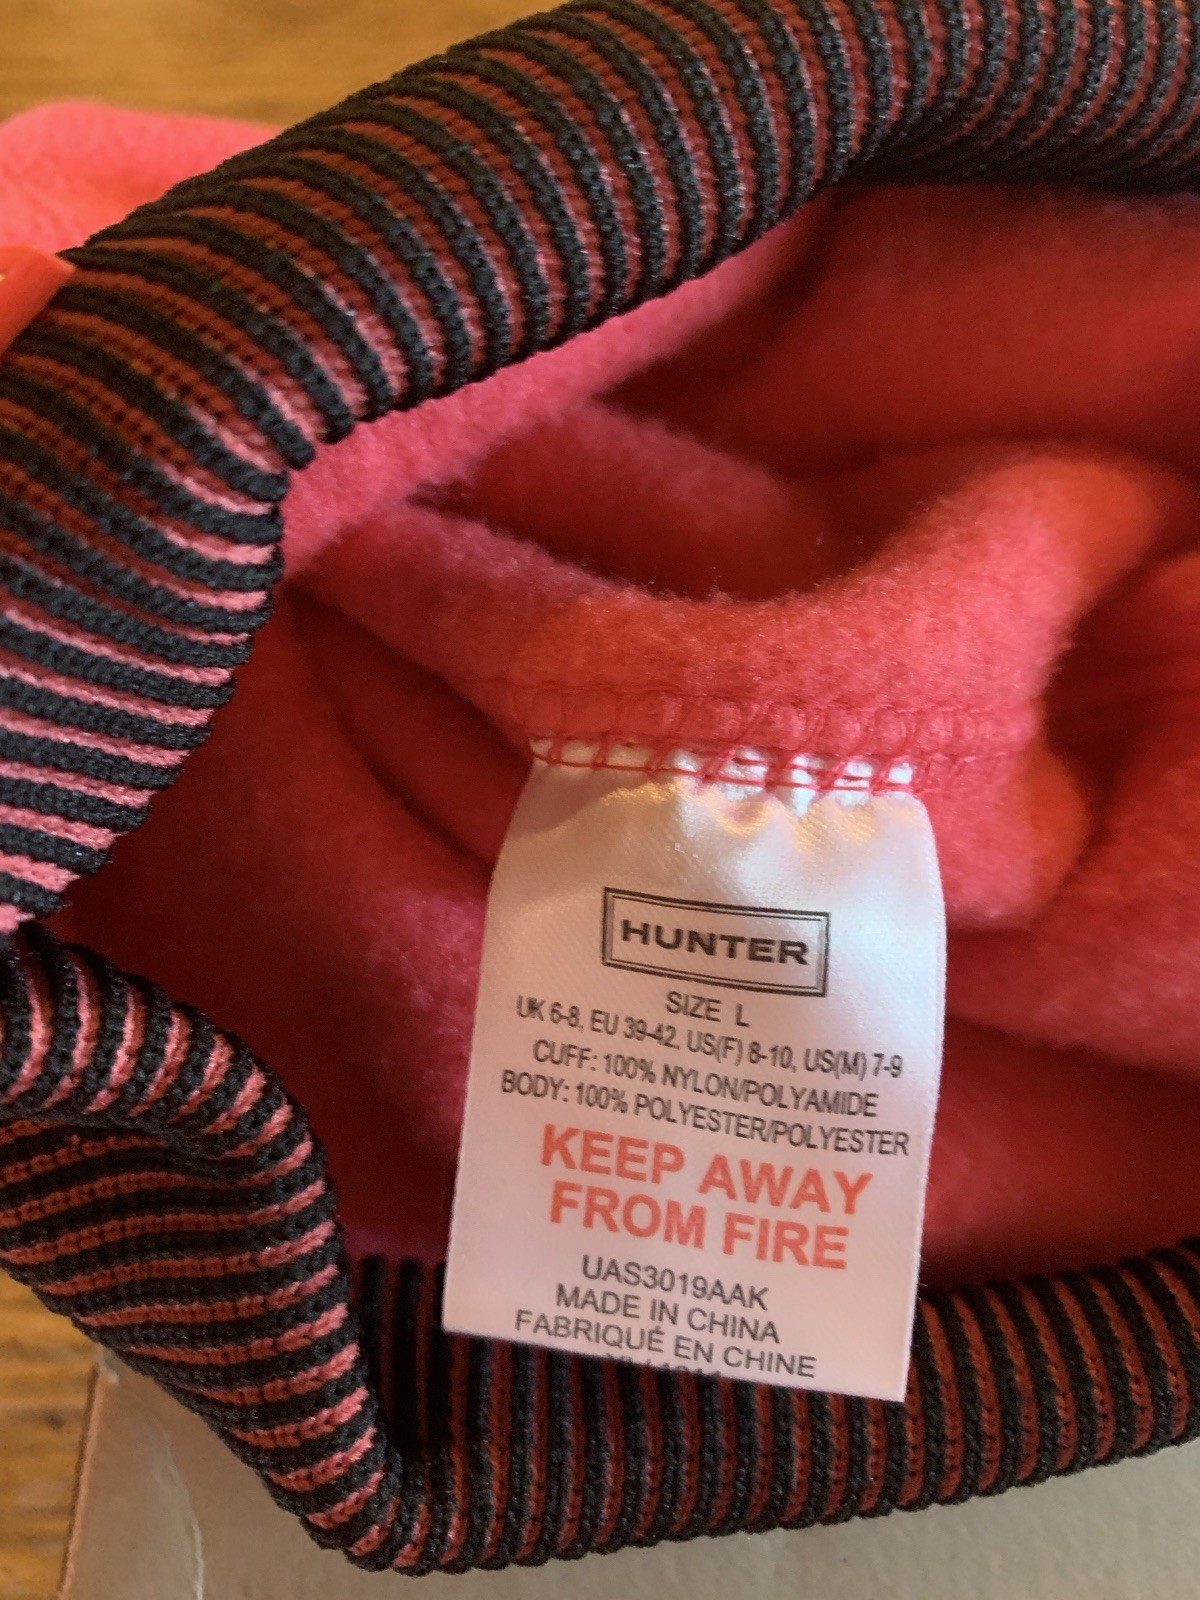 HUNTER
SIZE L
UK 6-8, EU 39-42, US(F) 8-10, US(M) 7-9
CUFF: 100% NYLON/POLYAMIDE
BODY: 100% POLYESTER/POLYESTER
KEEP AWAY
FROM FIRE
UAS3019AAK
MADE IN CHINA
FABRIQUÉ EN CHINE